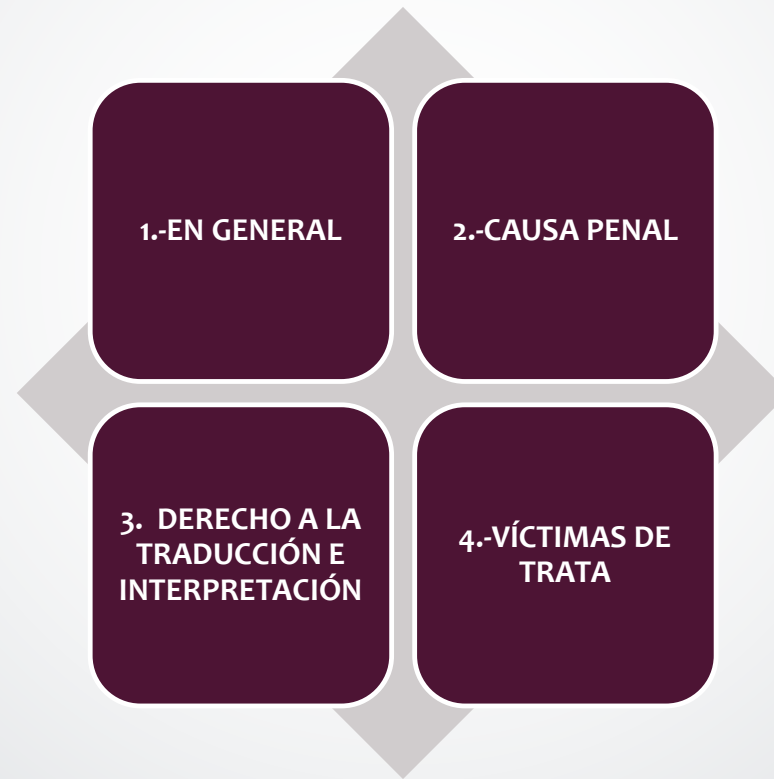 1.-EN GENERAL
2.-CAUSA PENAL
3. DERECHO A LA
TRADUCCIÓN E
INTERPRETACIÓN
4.-VÍCTIMAS DE
TRATA